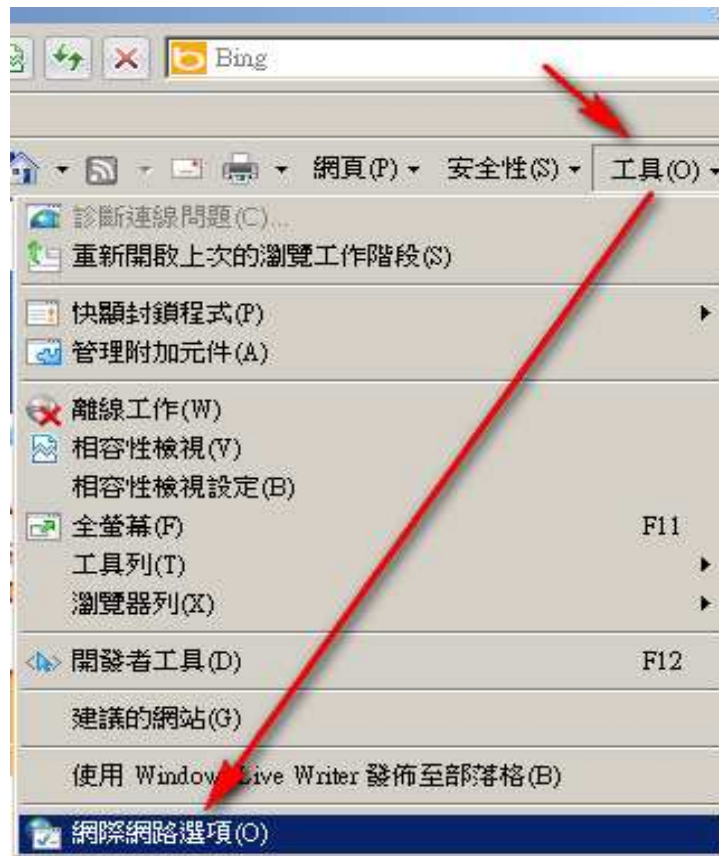 Bing
網頁(P) 安全性(S) 工具(O)
診斷連線問題(C)...
重新開啟上次的瀏覽工作階段(S)
快顯封鎖程式(P)
管理附加元件(A)
離線工作(W)
相容性檢視(V)
相容性檢視設定(B)
全螢幕(F) F11
工具列(T)
瀏覽器列(X)
開發者工具(D) F12
建議的網站(G)
使用 Windows Live Writer 發佈至部落格(B)
網際網路選項(O)